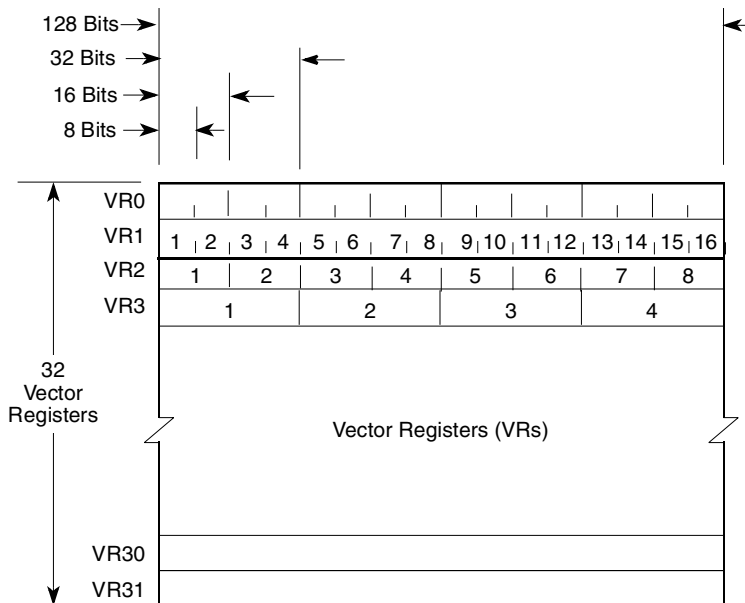 128 Bits
32 Bits
16 Bits
8 Bits
VR0
VR1 1 2 3 4 5 6 7 8 9 10 11 12 13 14 15 16
VR2 1 2 3 4 5 6 7 8
VR3 1 2 3 4
32
Vector
Registers
Vector Registers (VRs)
VR30
VR31